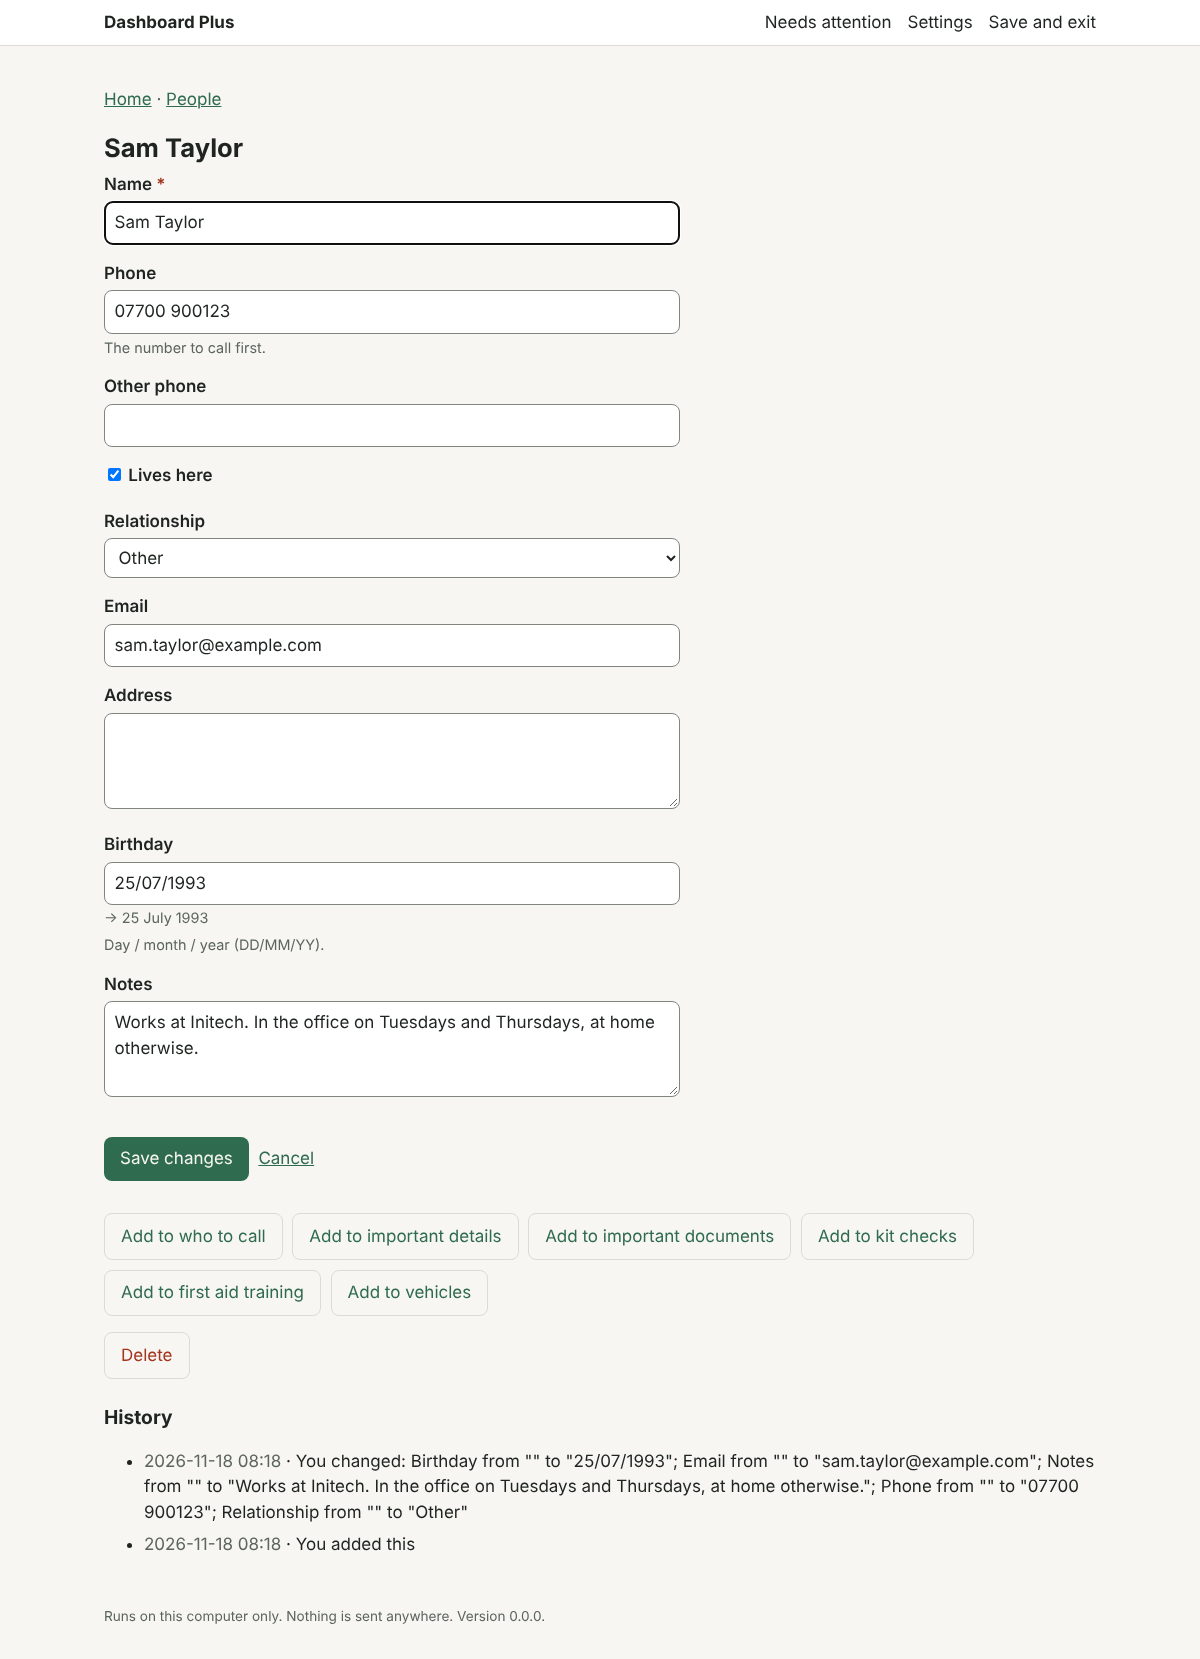 Dashboard Plus
Needs attention Settings Save and exit
Home · People
Sam Taylor
Name *
Sam Taylor
Phone
07700 900123
The number to call first.
Other phone
Lives here
Relationship
Other
Email
sam.taylor@example.com
Address
Birthday
25/07/1993
→ 25 July 1993
Day / month / year (DD/MM/YY).
Notes
Works at Initech. In the office on Tuesdays and Thursdays, at home
otherwise.
Save changes Cancel
Add to who to call Add to important details Add to important documents Add to kit checks
Add to first aid training Add to vehicles
Delete
History
• 2026-11-18 08:18 · You changed: Birthday from "" to "25/07/1993"; Email from "" to "sam.taylor@example.com"; Notes
from "" to "Works at Initech. In the office on Tuesdays and Thursdays, at home otherwise."; Phone from "" to "07700
900123"; Relationship from "" to "Other"
• 2026-11-18 08:18 · You added this
Runs on this computer only. Nothing is sent anywhere. Version 0.0.0.